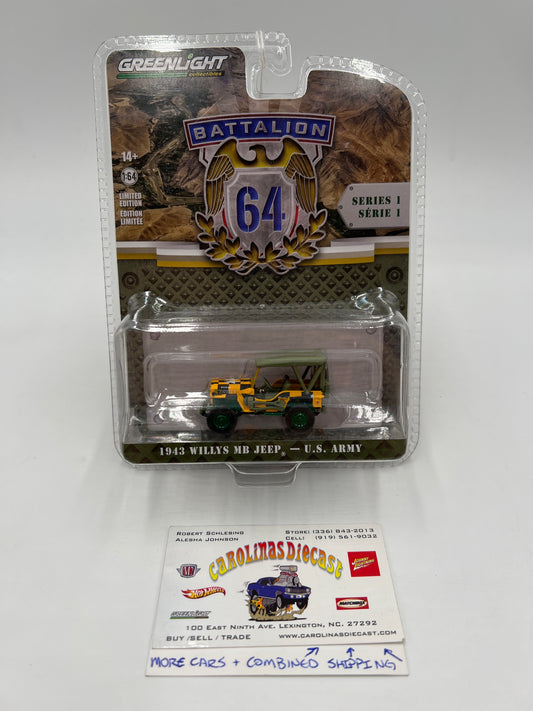 GREENLIGHT
collectibles
BATTALION
64
14+
1:64
LIMITED
EDITION
ÉDITION
LIMITÉE
SERIES 1
SÉRIE 1
1943 WILLYS MB JEEP® — U.S. ARMY
ROBERT SCHLESING STORE: (336) 843-2013
ALESHA JOHNSON CELL: (919) 561-9032
CAROLINAS DIECAST
M2
JOHNNY
LIGHTNING
HOT WHEELS
MATCHBOX
GREENLIGHT
100 EAST NINTH AVE. LEXINGTON, NC. 27292
BUY /SELL / TRADE WWW.CAROLINASDIECAST.COM
MORE CARS + COMBINED SHIPPING